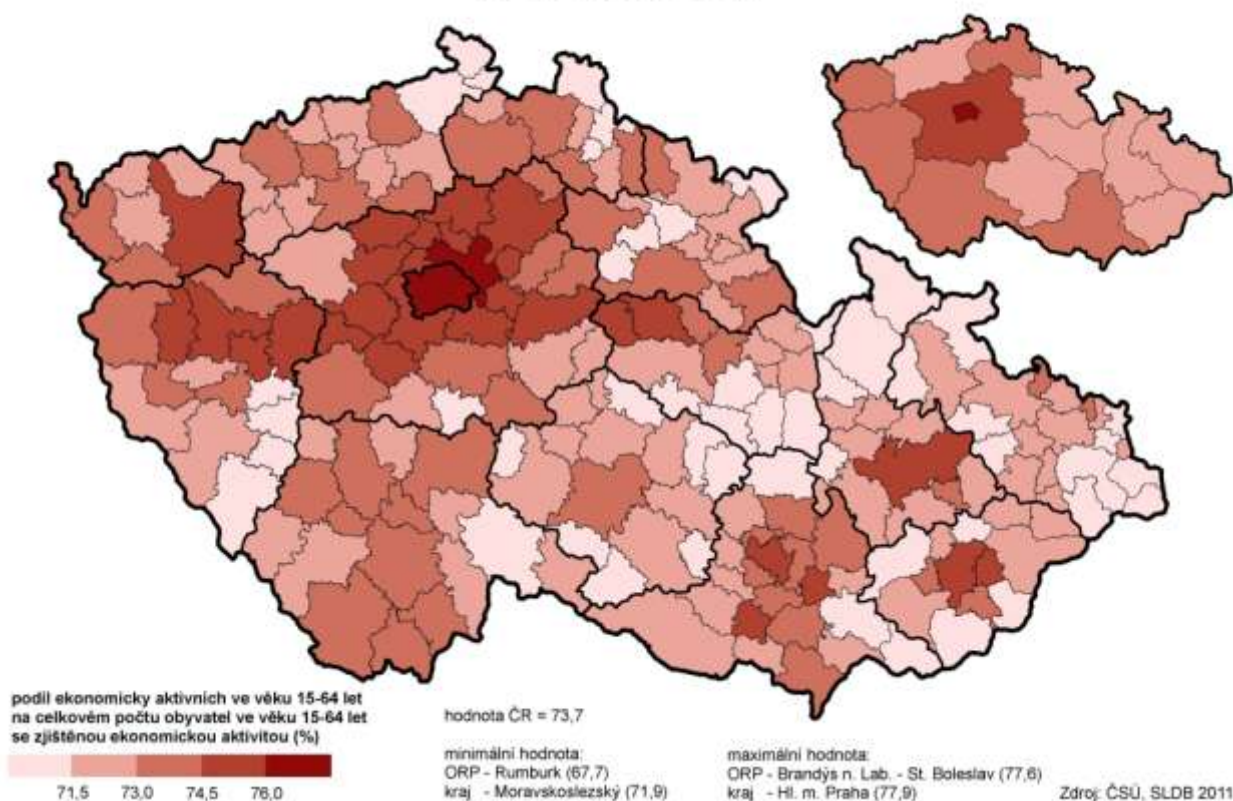 podíl ekonomicky aktivních ve věku 15-64 let
na celkovém počtu obyvatel ve věku 15-64 let
se zjištěnou ekonomickou aktivitou (%)
71,5 73,0 74,5 76,0
hodnota ČR = 73,7
minimální hodnota:
ORP - Rumburk (67,7)
kraj - Moravskoslezský (71,9)
maximální hodnota:
ORP - Brandýs n. Lab. - St. Boleslav (77,6)
kraj - Hl. m. Praha (77,9)
Zdroj: ČSÚ, SLDB 2011